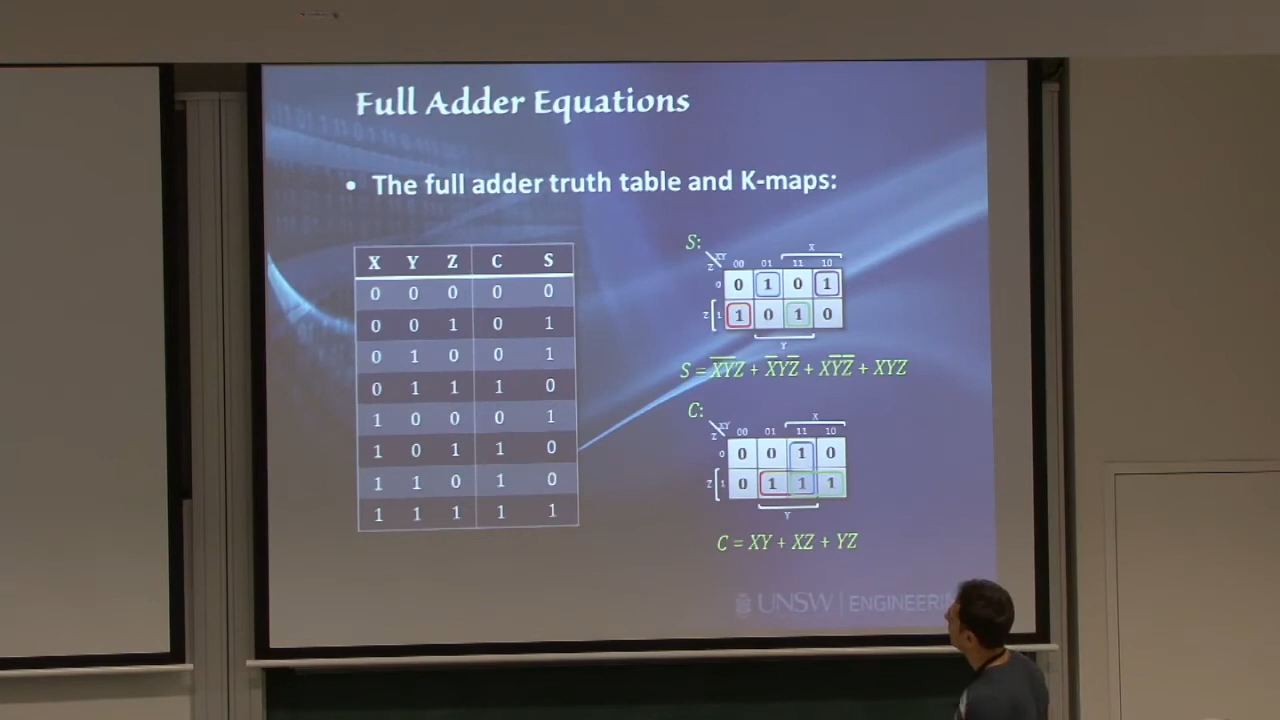 Full Adder Equations
• The full adder truth table and K-maps:
X Y Z C S
0 0 0 0 0
0 0 1 0 1
0 1 0 0 1
0 1 1 1 0
1 0 0 0 1
1 0 1 1 0
1 1 0 1 0
1 1 1 1 1
S:
X
XY 00 01 11 10
Z
0 0 1 0 1
Z 1 1 0 1 0
Y
S = X̅Y̅Z + X̅YZ̅ + XY̅Z̅ + XYZ
C:
X
XY 00 01 11 10
Z
0 0 0 1 0
Z 1 0 1 1 1
Y
C = XY + XZ + YZ
UNSW | ENGINEERIN